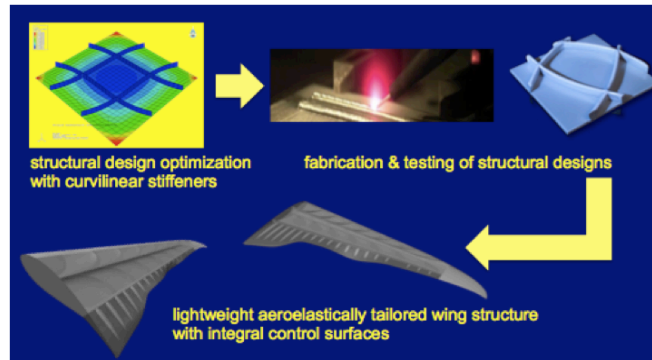 structural design optimization
with curvilinear stiffeners
fabrication & testing of structural designs
lightweight aeroelastically tailored wing structure
with integral control surfaces